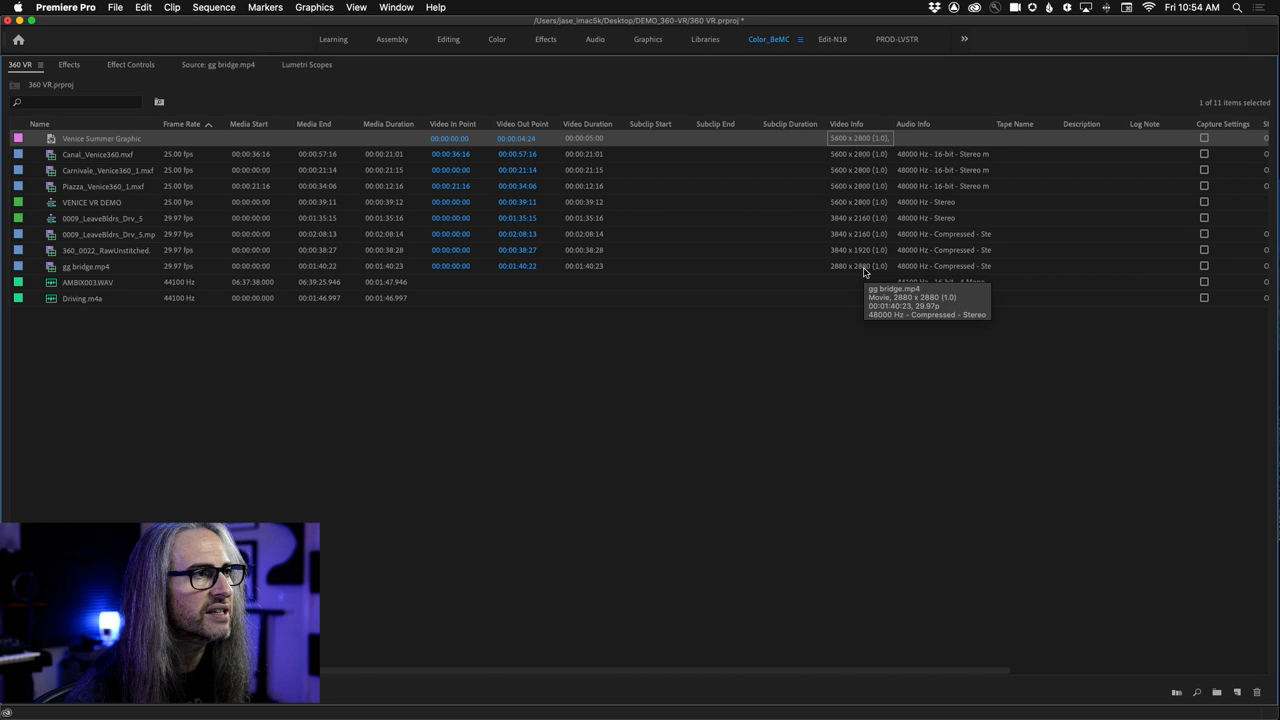 Premiere Pro File Edit Clip Sequence Markers Graphics View Window Help Fri 10:54 AM
/Users/jase_imac5k/Desktop/DEMO_360-VR/360 VR.prproj *
Learning Assembly Editing Color Effects Audio Graphics Libraries Color_BeMC Edit-N18 PROD-LVSTR
360 VR Effects Effect Controls Source: gg bridge.mp4 Lumetri Scopes
360 VR.prproj
1 of 11 items selected
Name Frame Rate Media Start Media End Media Duration Video In Point Video Out Point Video Duration Subclip Start Subclip End Subclip Duration Video Info Audio Info Tape Name Description Log Note Capture Settings St
Venice Summer Graphic 00:00:00:00 00:00:04:24 00:00:05:00 5600 x 2800 (1.0),
Canal_Venice360.mxf 25.00 fps 00:00:36:16 00:00:57:16 00:00:21:01 00:00:36:16 00:00:57:16 00:00:21:01 5600 x 2800 (1.0) 48000 Hz - 16-bit - Stereo m O
Carnivale_Venice360_1.mxf 25.00 fps 00:00:00:00 00:00:21:14 00:00:21:15 00:00:00:00 00:00:21:14 00:00:21:15 5600 x 2800 (1.0) 48000 Hz - 16-bit - Stereo m O
Piazza_Venice360_1.mxf 25.00 fps 00:00:21:16 00:00:34:06 00:00:12:16 00:00:21:16 00:00:34:06 00:00:12:16 5600 x 2800 (1.0) 48000 Hz - 16-bit - Stereo m O
VENICE VR DEMO 25.00 fps 00:00:00:00 00:00:39:11 00:00:39:12 00:00:00:00 00:00:39:11 00:00:39:12 5600 x 2800 (1.0) 48000 Hz - Stereo
0009_LeaveBldrs_Drv_5 29.97 fps 00:00:00:00 00:01:35:15 00:01:35:16 00:00:00:00 00:01:35:15 00:01:35:16 3840 x 2160 (1.0) 48000 Hz - Stereo O
0009_LeaveBldrs_Drv_5.mp 29.97 fps 00:00:00:00 00:02:08:13 00:02:08:14 00:00:00:00 00:02:08:13 00:02:08:14 3840 x 2160 (1.0) 48000 Hz - Compressed - Ste O
360_0022_RawUnstitched. 29.97 fps 00:00:00:00 00:00:38:27 00:00:38:28 00:00:00:00 00:00:38:27 00:00:38:28 3840 x 1920 (1.0) 48000 Hz - Compressed - Ste O
gg bridge.mp4 29.97 fps 00:00:00:00 00:01:40:22 00:01:40:23 00:00:00:00 00:01:40:22 00:01:40:23 2880 x 2880 (1.0) 48000 Hz - Compressed - Ste O
AMBIX003.WAV 44100 Hz 06:37:38.000 06:39:25.946 00:01:47.946 O
Driving.m4a 44100 Hz 00:00:00.000 00:01:46.997 00:01:46.997 O
gg bridge.mp4
Movie, 2880 x 2880 (1.0)
00:01:40:23, 29.97p
48000 Hz - Compressed - Stereo